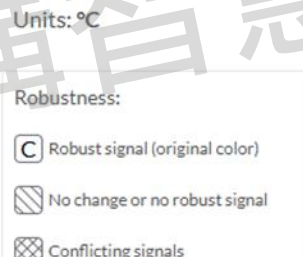 Units: °C
Robustness:
C Robust signal (original color)
No change or no robust signal
Conflicting signals